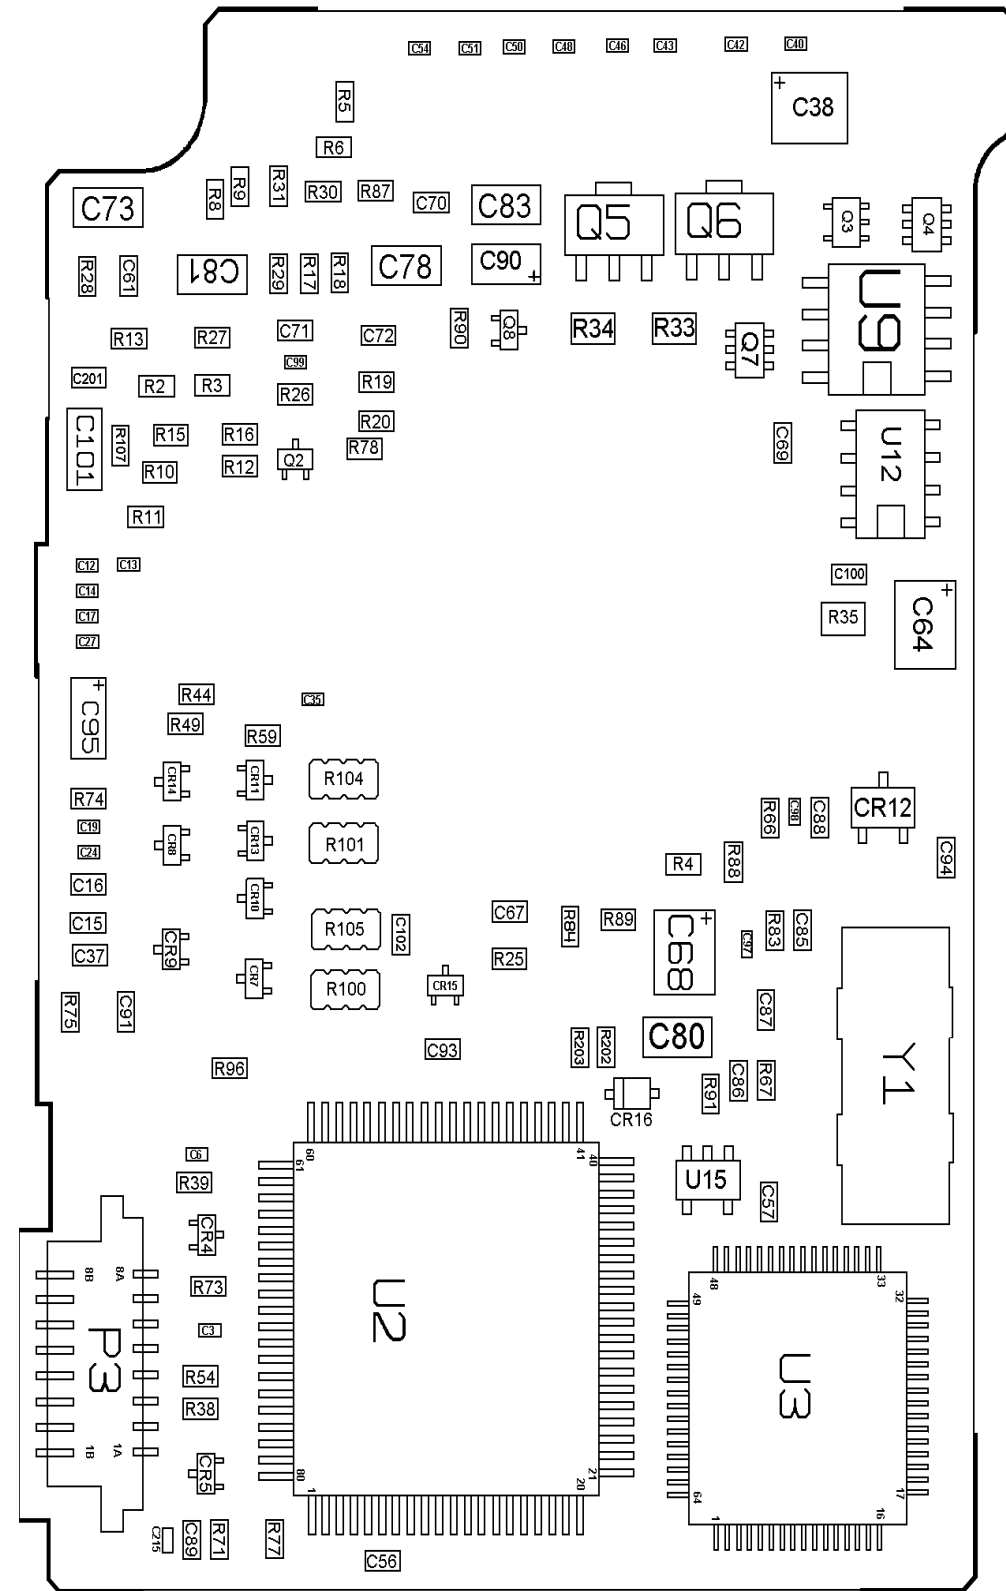 C54
C51
C50
C48
C46
C43
C42
C40
+
C38
R5
R6
R31
R9
R8
R30
R87
C70
C73
C83
Q5
Q6
Q3
Q4
R28
C61
C81
R29
R17
R18
C78
C90
+
U9
R13
R27
C71
C72
R90
Q8
R34
R33
Q7
C99
C201
R2
R3
R26
R19
R20
C101
R107
R15
R16
R78
C69
U12
R10
R12
Q2
R11
C12
C13
C14
C17
C27
C100
R35
+
C64
R44
C35
+
C95
R49
R59
CR14
CR11
R104
R74
C19
CR8
CR13
R101
C24
R66
C98
C88
CR12
R4
R88
C94
C16
CR10
C15
R105
C102
C67
R84
R89
+
C68
C97
R83
C85
C37
CR9
CR7
R25
R100
CR15
R75
C91
C87
C80
C93
R203
R202
Y1
R96
CR16
R91
C86
R67
C6
60
61
41
40
R39
U15
C57
CR4
8B
8A
R73
48
33
49
32
U2
C3
P3
R54
U3
R38
1B
1A
CR5
80
1
20
21
64
1
16
17
C215
C89
R71
R77
C56